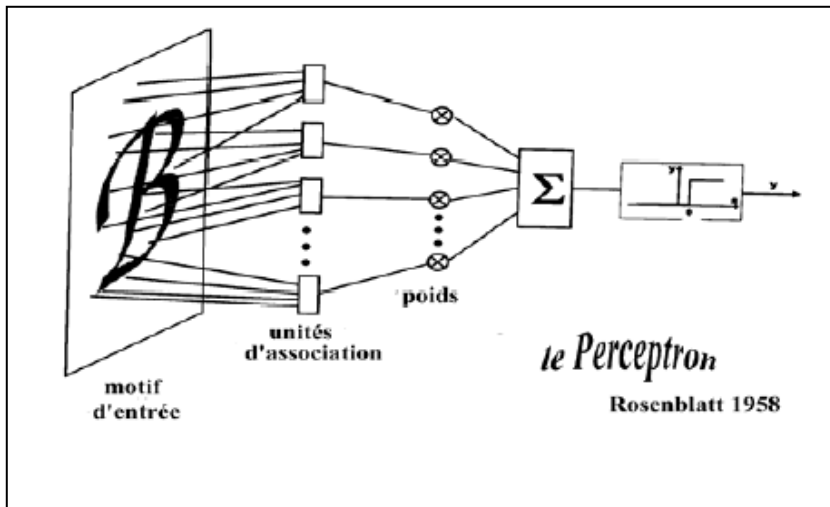 B
Σ
y
θ
a
y
poids
unités
d'association
motif
d'entrée
le Perceptron
Rosenblatt 1958